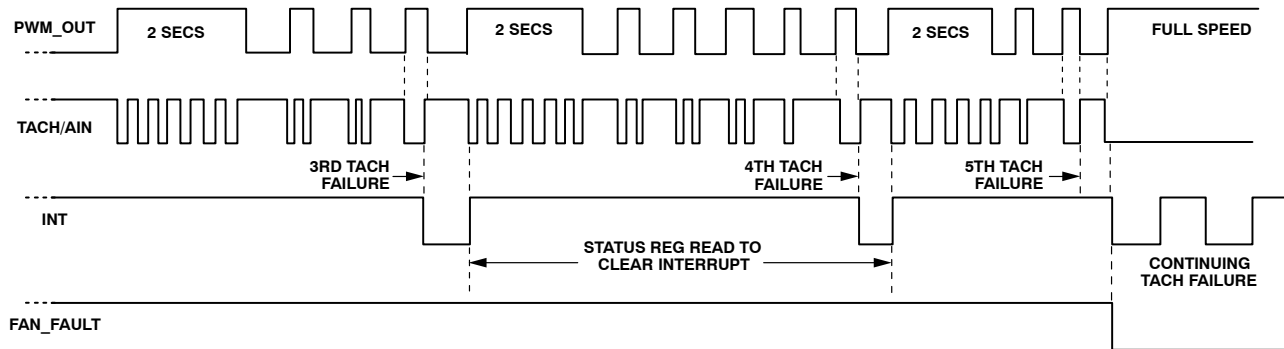 PWM_OUT
2 SECS
2 SECS
2 SECS
FULL SPEED
TACH/AIN
3RD TACH
FAILURE
4TH TACH
FAILURE
5TH TACH
FAILURE
INT
STATUS REG READ TO
CLEAR INTERRUPT
CONTINUING
TACH FAILURE
FAN_FAULT